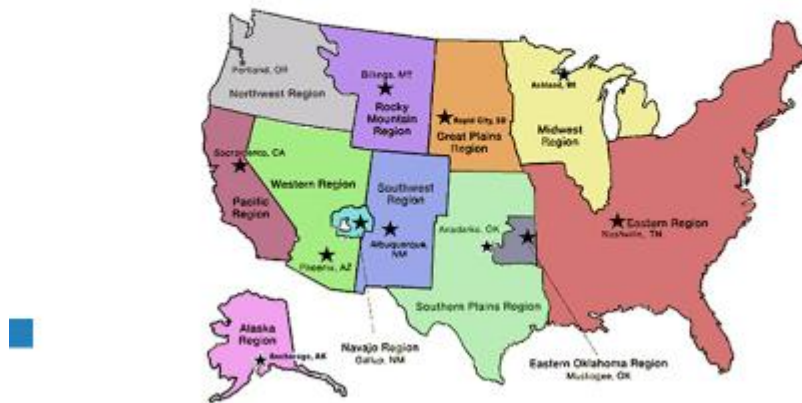 Portland, OR
Northwest Region
Billings, MT
Rocky
Mountain
Region
Rapid City, SD
Great Plains
Region
Ashland, WI
Midwest
Region
Sacramento, CA
Pacific
Region
Western Region
Phoenix, AZ
Southwest
Region
Albuquerque,
NM
Anadarko, OK
Southern Plains Region
Eastern Region
Nashville, TN
Alaska
Region
Anchorage, AK
Navajo Region
Gallup, NM
Eastern Oklahoma Region
Muskogee, OK